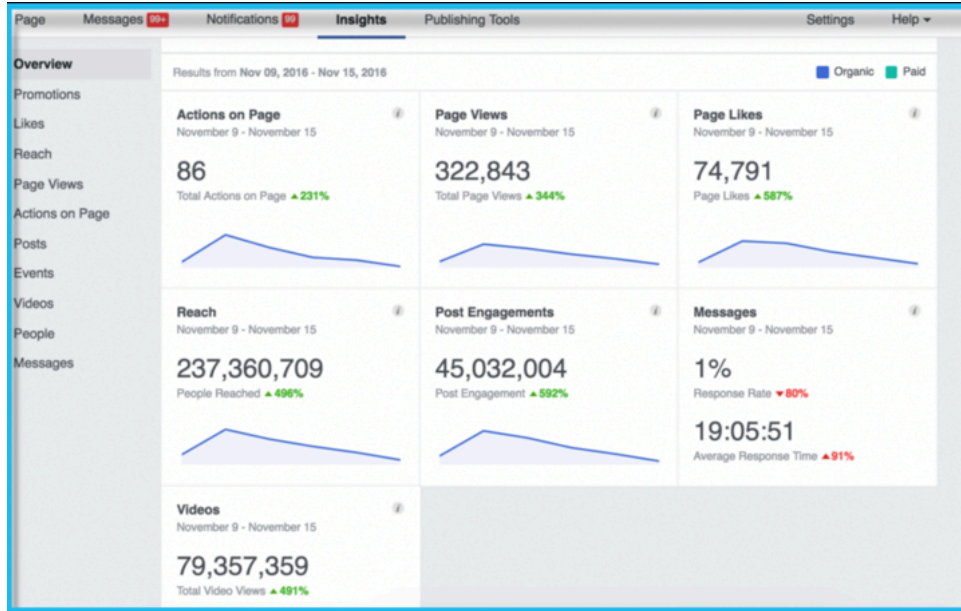 Page Messages 99+ Notifications 99 Insights Publishing Tools Settings Help
Overview
Promotions
Likes
Reach
Page Views
Actions on Page
Posts
Events
Videos
People
Messages
Results from Nov 09, 2016 - Nov 15, 2016 Organic Paid
Actions on Page
November 9 - November 15
86
Total Actions on Page ▲231%
Page Views
November 9 - November 15
322,843
Total Page Views ▲344%
Page Likes
November 9 - November 15
74,791
Page Likes ▲587%
Reach
November 9 - November 15
237,360,709
People Reached ▲496%
Post Engagements
November 9 - November 15
45,032,004
Post Engagement ▲592%
Messages
November 9 - November 15
1%
Response Rate ▼80%
19:05:51
Average Response Time ▲91%
Videos
November 9 - November 15
79,357,359
Total Video Views ▲491%